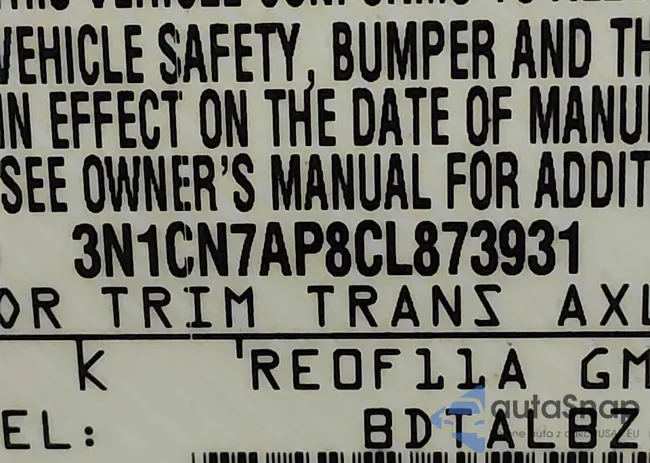 VEHICLE SAFETY, BUMPER AND TH
IN EFFECT ON THE DATE OF MANU
SEE OWNER'S MANUAL FOR ADDIT
3N1CN7AP8CL873931
OR TRIM TRANS AXL
K REOF11A GM
EL: BDTALBZ
autoSnap